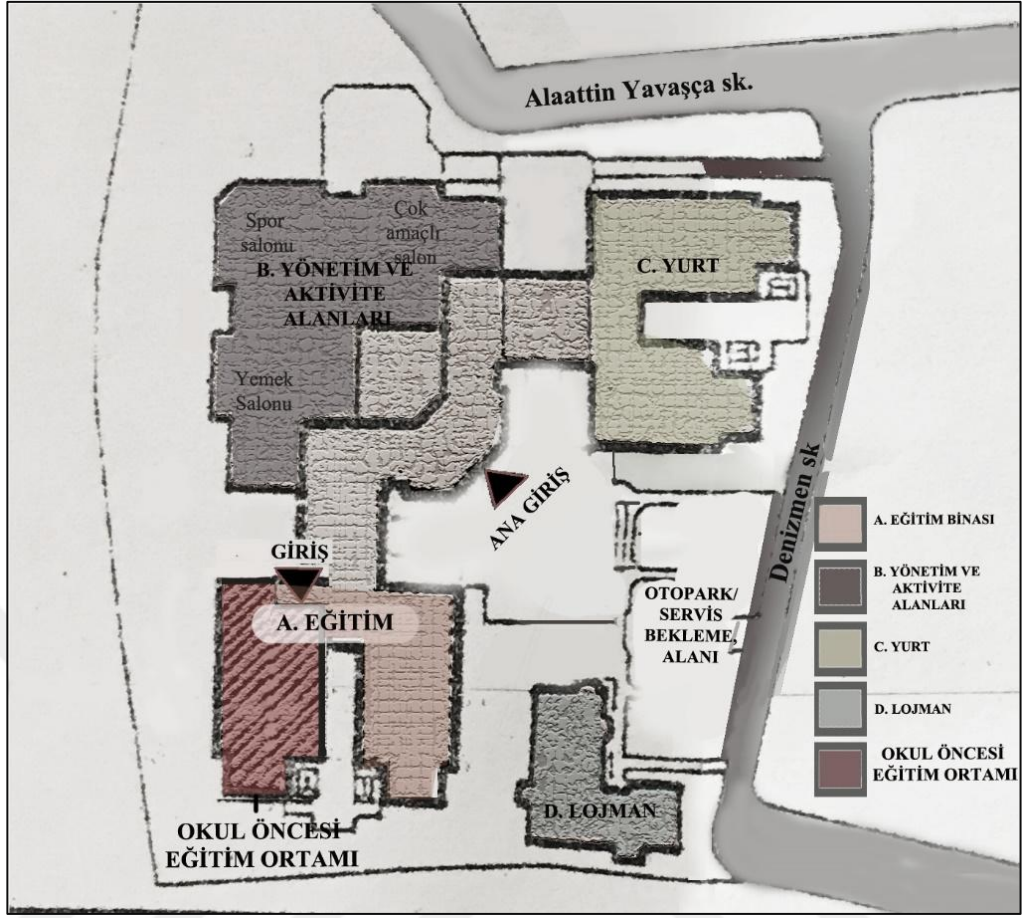 Alaattin Yavaşça sk.
Spor
salonu
Çok
amaçlı
salon
B. YÖNETİM VE
AKTİVİTE
ALANLARI
Yemek
Salonu
C. YURT
ANA GİRİŞ
Denizmen sk
GİRİŞ
A. EĞİTİM
OTOPARK/
SERVİS
BEKLEME,
ALANI
D. LOJMAN
OKUL ÖNCESİ
EĞİTİM ORTAMI
A. EĞİTİM BİNASI
B. YÖNETİM VE
AKTİVİTE
ALANLARI
C. YURT
D. LOJMAN
OKUL ÖNCESİ
EĞİTİM ORTAMI